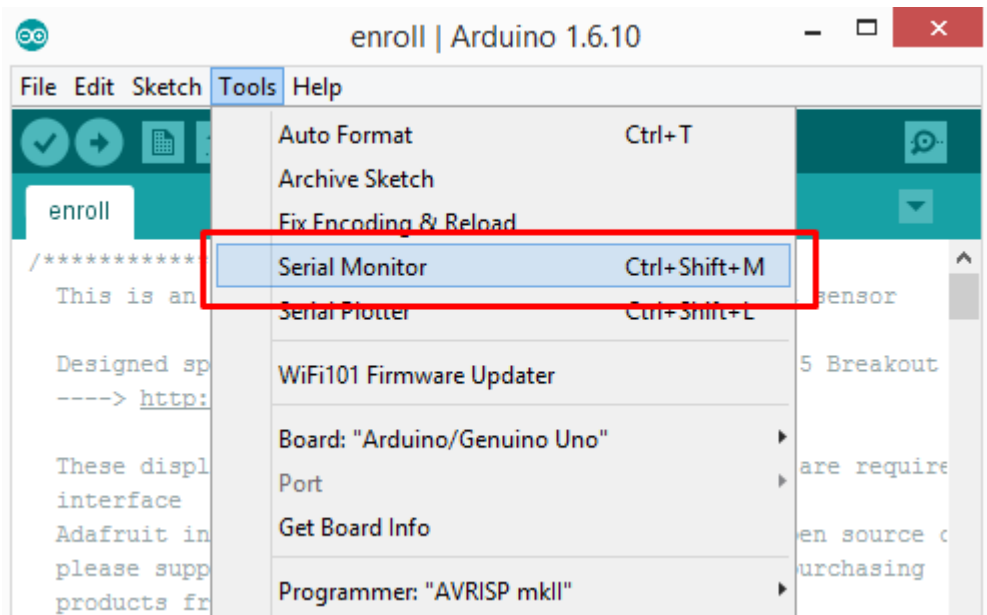 enroll | Arduino 1.6.10
File Edit Sketch Tools Help
Auto Format Ctrl+T
Archive Sketch
enroll
Fix Encoding & Reload
/************
Serial Monitor Ctrl+Shift+M
This is an sensor
Serial Plotter Ctrl+Shift+L
Designed sp 5 Breakout
WiFi101 Firmware Updater
----> http:
Board: "Arduino/Genuino Uno"
These displ are require
Port
interface
Get Board Info
Adafruit in en source
please supp urchasing
Programmer: "AVRISP mkII"
products fr